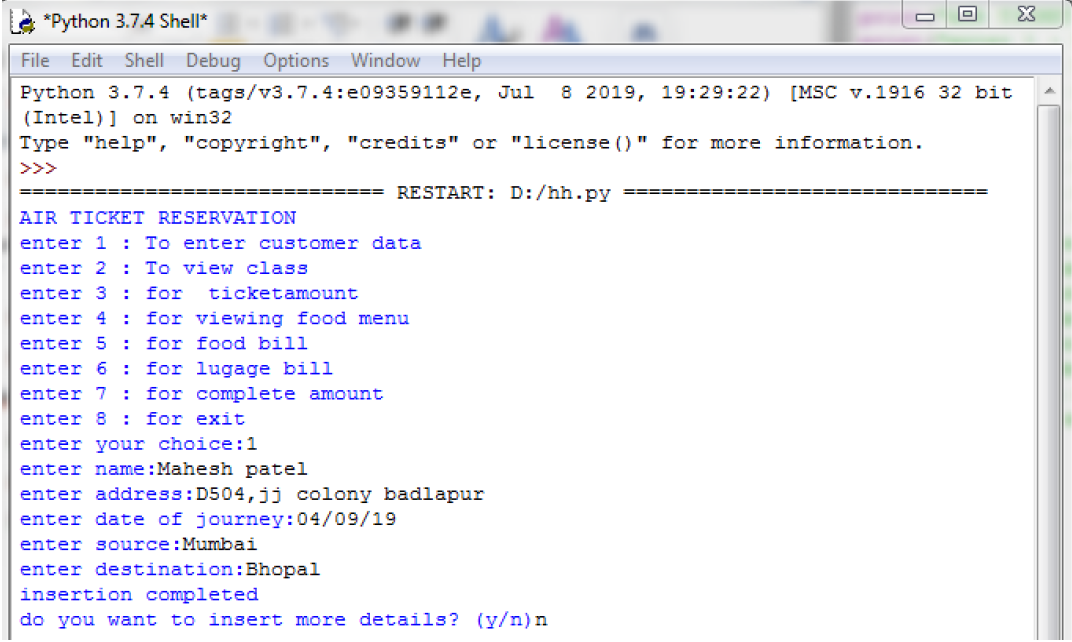 *Python 3.7.4 Shell*
File Edit Shell Debug Options Window Help
Python 3.7.4 (tags/v3.7.4:e09359112e, Jul  8 2019, 19:29:22) [MSC v.1916 32 bit
(Intel)] on win32
Type "help", "copyright", "credits" or "license()" for more information.
>>>
============================= RESTART: D:/hh.py =============================
AIR TICKET RESERVATION
enter 1 : To enter customer data
enter 2 : To view class
enter 3 : for  ticketamount
enter 4 : for viewing food menu
enter 5 : for food bill
enter 6 : for lugage bill
enter 7 : for complete amount
enter 8 : for exit
enter your choice:1
enter name:Mahesh patel
enter address:D504,jj colony badlapur
enter date of journey:04/09/19
enter source:Mumbai
enter destination:Bhopal
insertion completed
do you want to insert more details? (y/n)n